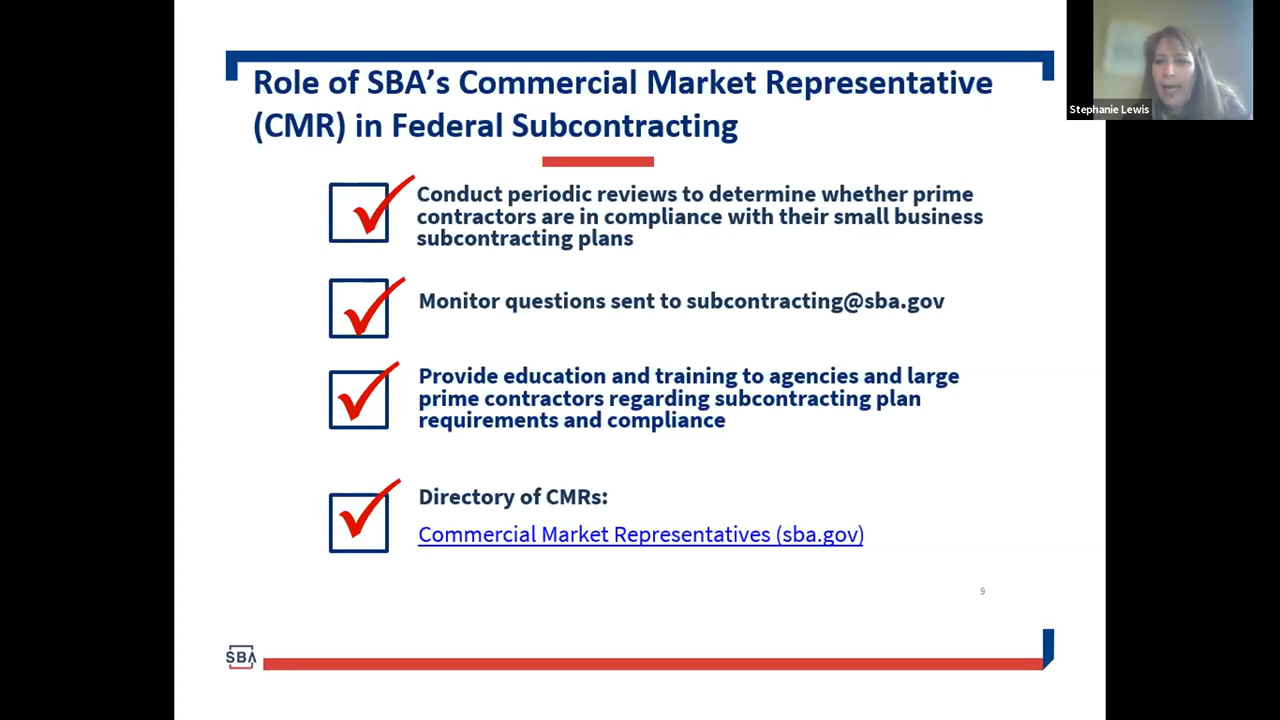 Role of SBA’s Commercial Market Representative
(CMR) in Federal Subcontracting
Stephanie Lewis
Conduct periodic reviews to determine whether prime
contractors are in compliance with their small business
subcontracting plans
Monitor questions sent to subcontracting@sba.gov
Provide education and training to agencies and large
prime contractors regarding subcontracting plan
requirements and compliance
Directory of CMRs:
Commercial Market Representatives (sba.gov)
9
SBA